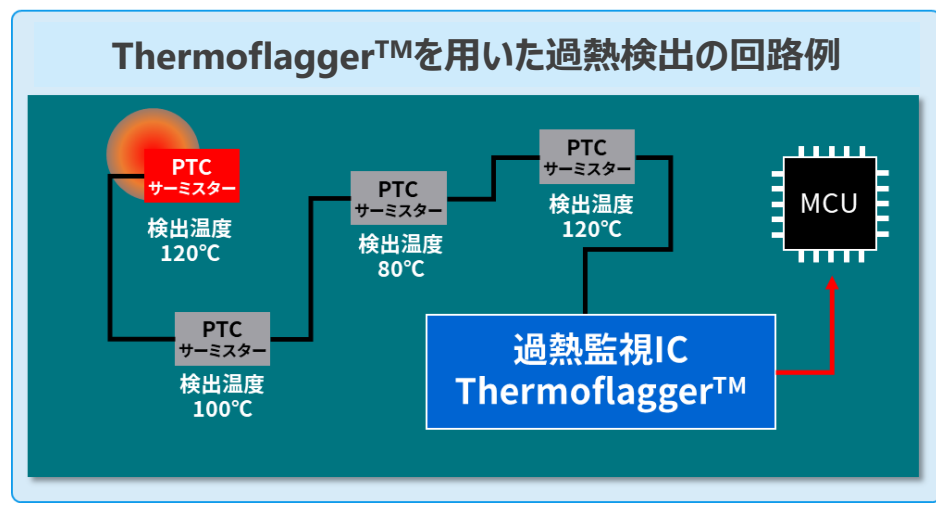 Thermoflagger™を用いた過熱検出の回路例
PTC
サーミスター
検出温度
120℃
PTC
サーミスター
検出温度
100℃
PTC
サーミスター
検出温度
80℃
PTC
サーミスター
検出温度
120℃
MCU
過熱監視IC
Thermoflagger™